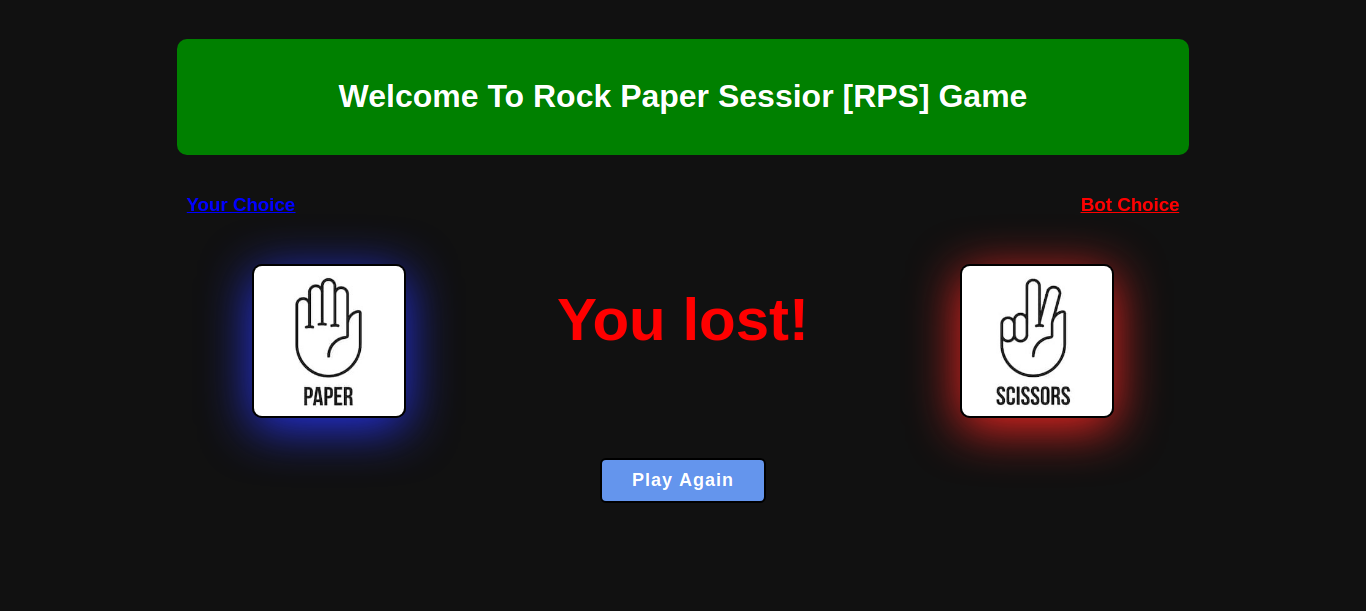 Welcome To Rock Paper Sessior [RPS] Game
Your Choice
Bot Choice
PAPER
You lost!
SCISSORS
Play Again